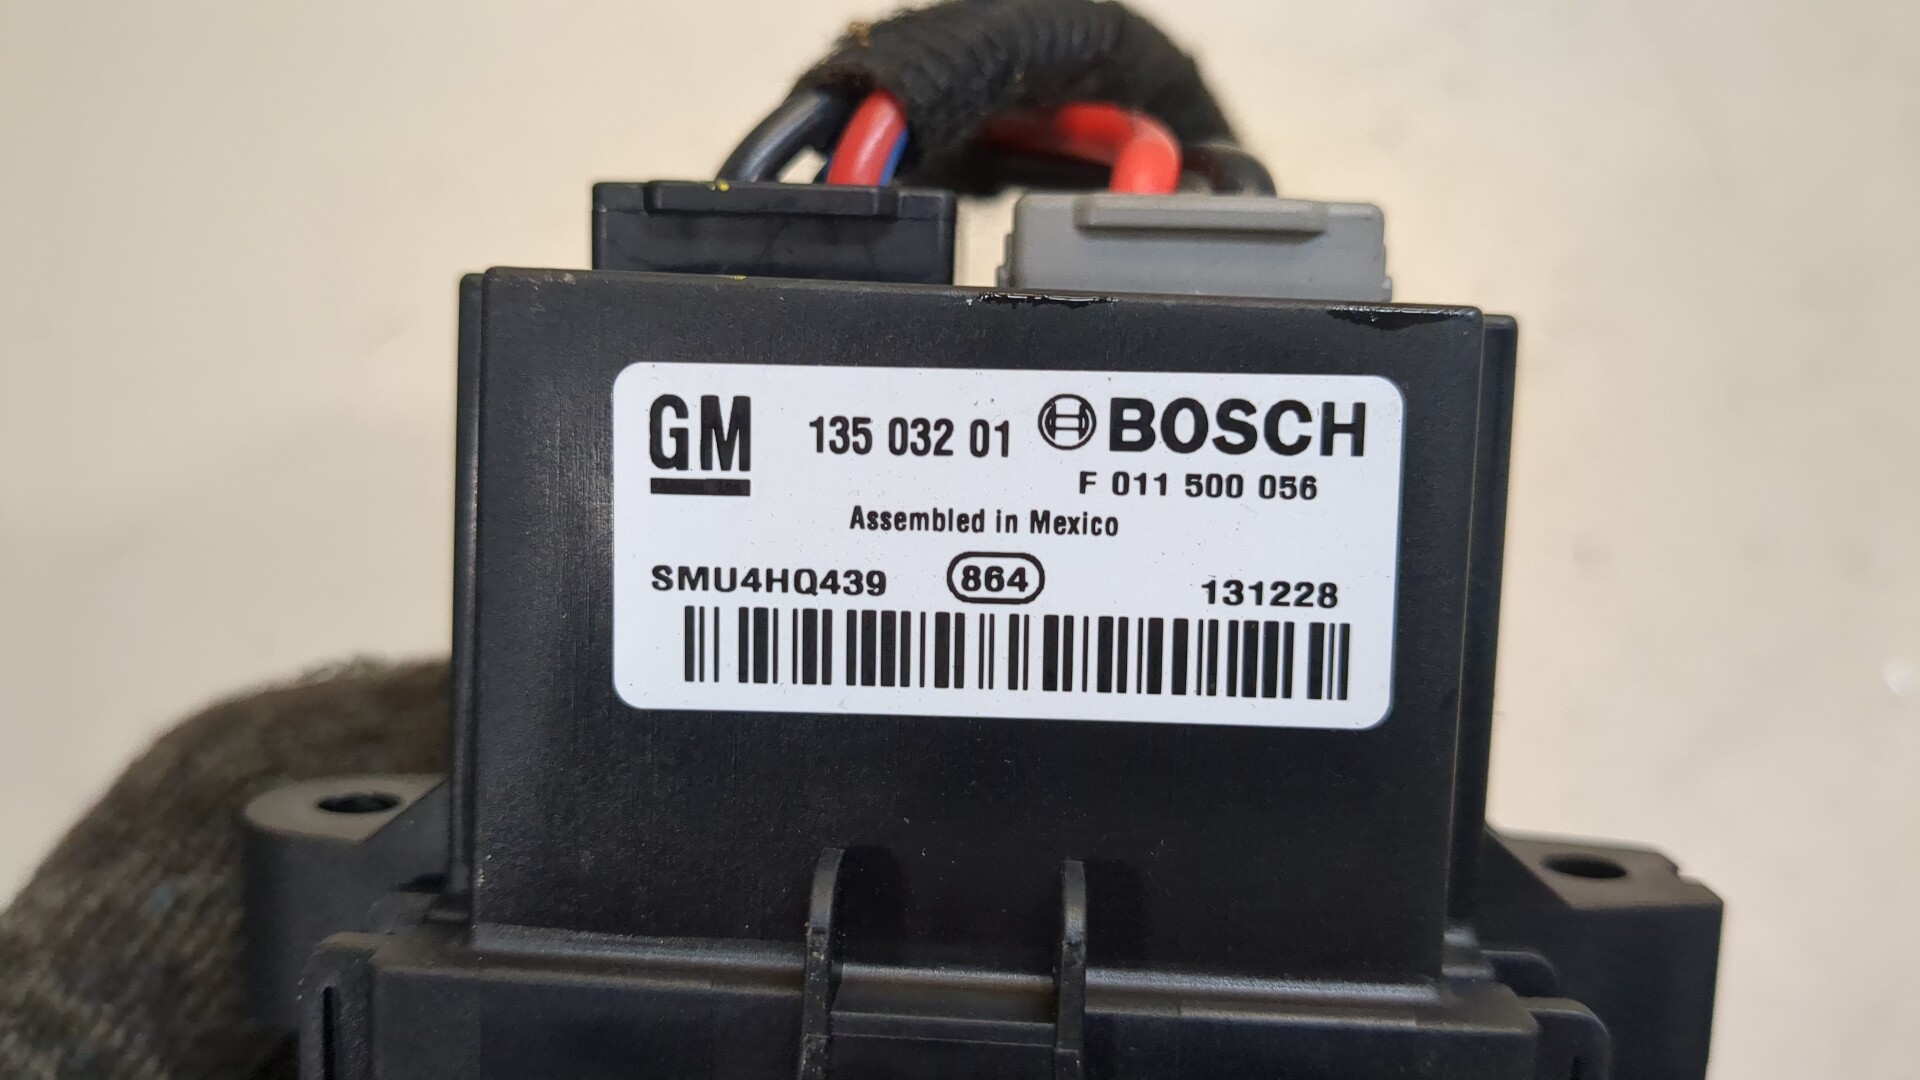 GM 135 032 01 BOSCH
F 011 500 056
Assembled in Mexico
SMU4HQ439 864 131228